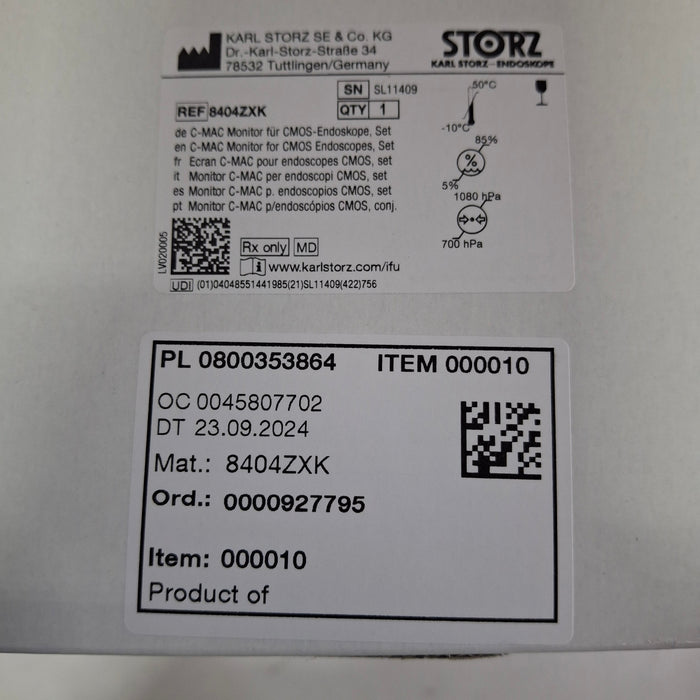 KARL STORZ SE & Co. KG
Dr.-Karl-Storz-Straße 34
78532 Tuttlingen/Germany
STORZ
KARL STORZ – ENDOSKOPE
SN SL11409
REF 8404ZXK
QTY 1
de C-MAC Monitor für CMOS-Endoskope, Set
en C-MAC Monitor for CMOS Endoscopes, Set
fr Ecran C-MAC pour endoscopes CMOS, set
it Monitor C-MAC per endoscopi CMOS, set
es Monitor C-MAC p. endoscopios CMOS, set
pt Monitor C-MAC p/endoscópios CMOS, conj.
50°C
-10°C
85%
%
5%
1080 hPa
700 hPa
LV020005
Rx only MD
i www.karlstorz.com/ifu
UDI (01)04048551441985(21)SL11409(422)756
PL 0800353864 ITEM 000010
OC 0045807702
DT 23.09.2024
Mat.: 8404ZXK
Ord.: 0000927795
Item: 000010
Product of